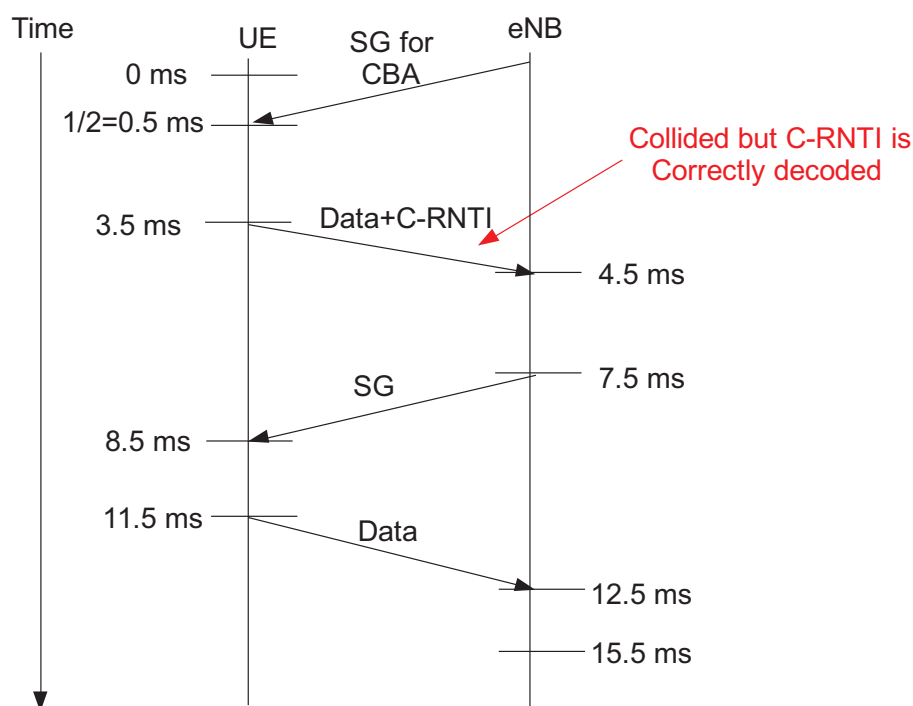 Time
UE
SG for
CBA
eNB
0 ms
1/2=0.5 ms
Collided but C-RNTI is
Correctly decoded
3.5 ms
Data+C-RNTI
4.5 ms
7.5 ms
SG
8.5 ms
11.5 ms
Data
12.5 ms
15.5 ms